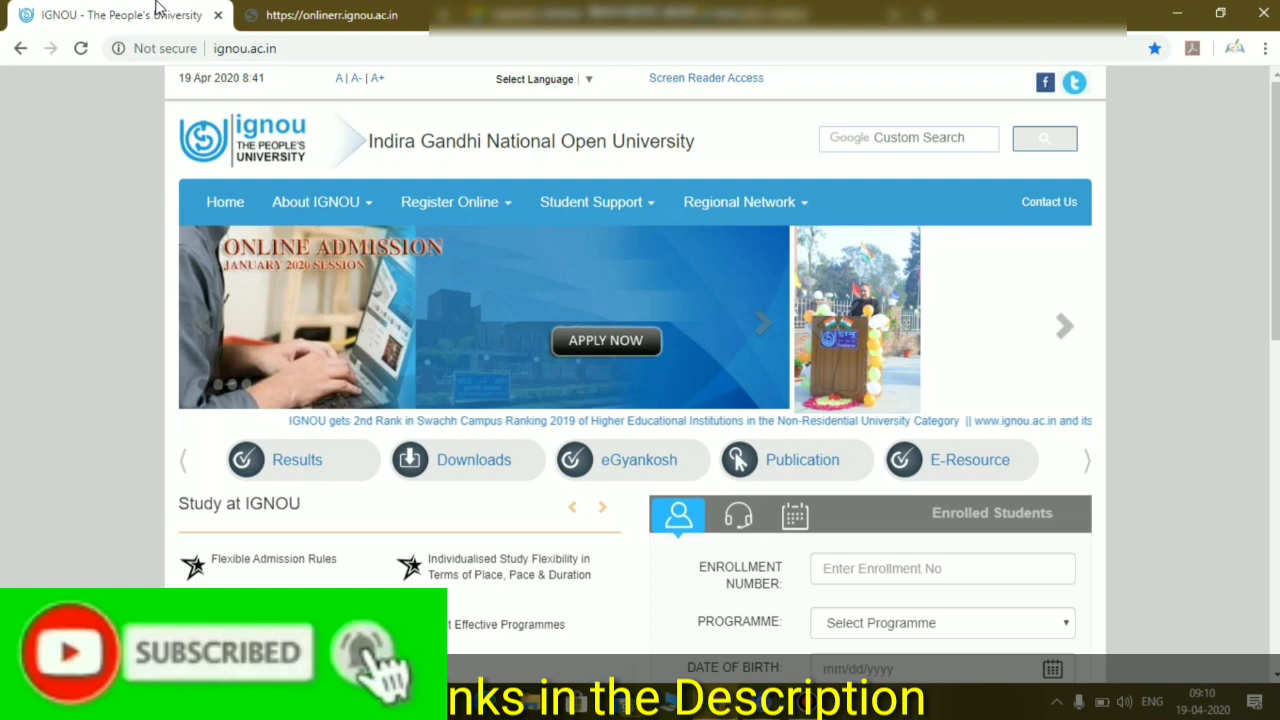 IGNOU - The People's University
https://onlinerr.ignou.ac.in
Not secure
ignou.ac.in
19 Apr 2020 8:41
A | A- | A+
Select Language
Screen Reader Access
ignou
THE PEOPLE'S
UNIVERSITY
Indira Gandhi National Open University
Google Custom Search
Home
About IGNOU
Register Online
Student Support
Regional Network
Contact Us
ONLINE ADMISSION
JANUARY 2020 SESSION
APPLY NOW
IGNOU gets 2nd Rank in Swachh Campus Ranking 2019 of Higher Educational Institutions in the Non-Residential University Category || www.ignou.ac.in and its
Results
Downloads
eGyankosh
Publication
E-Resource
Study at IGNOU
Enrolled Students
Flexible Admission Rules
Individualised Study Flexibility in
Terms of Place, Pace & Duration
t Effective Programmes
ENROLLMENT
NUMBER:
Enter Enrollment No
PROGRAMME:
Select Programme
DATE OF BIRTH:
mm/dd/yyyy
SUBSCRIBED
nks in the Description
ENG
09:10
19-04-2020